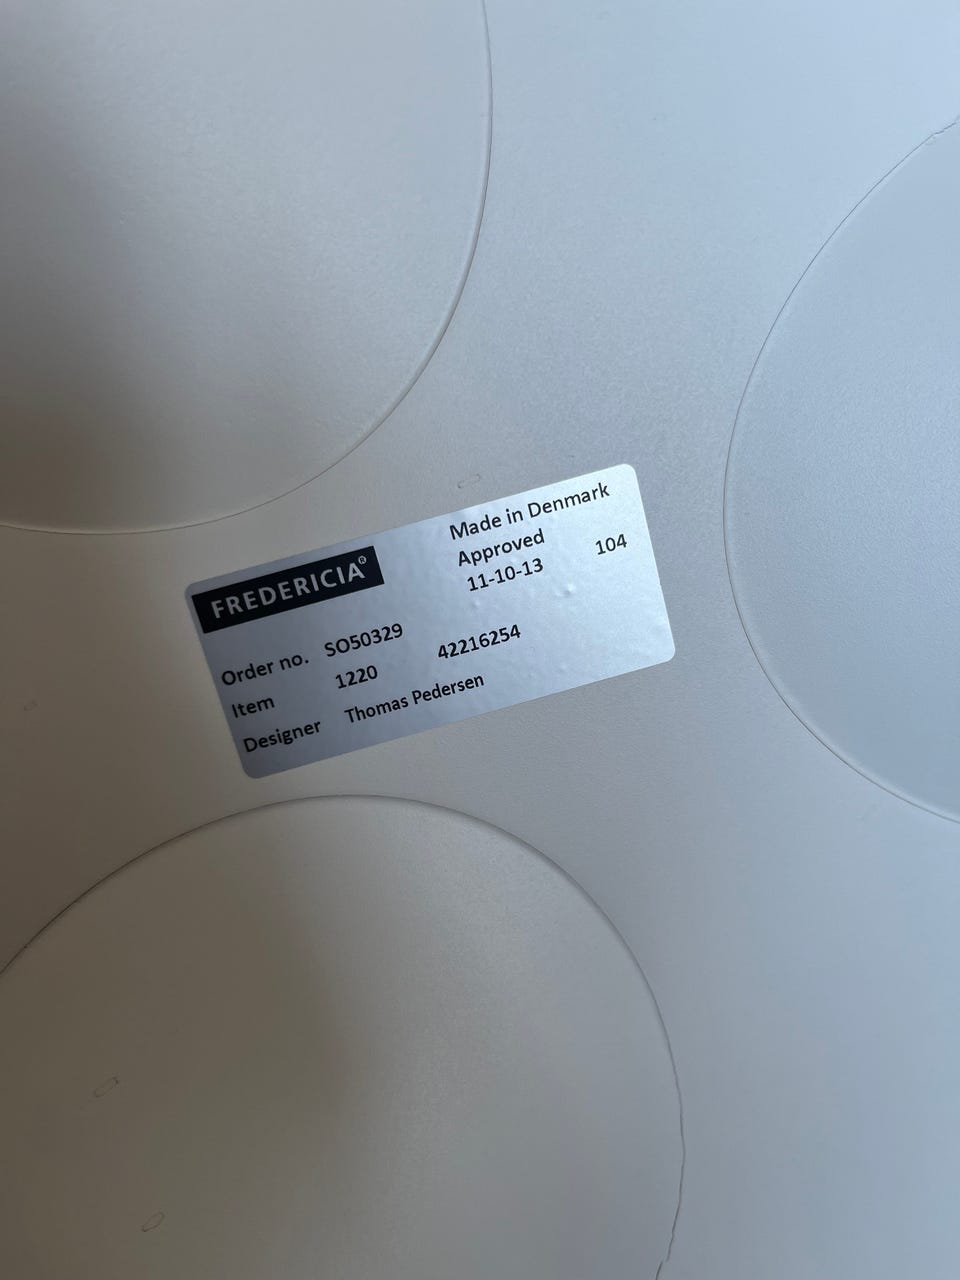 FREDERICIA®
Made in Denmark
Approved
11-10-13 104
Order no. SO50329
Item 1220 42216254
Designer Thomas Pedersen